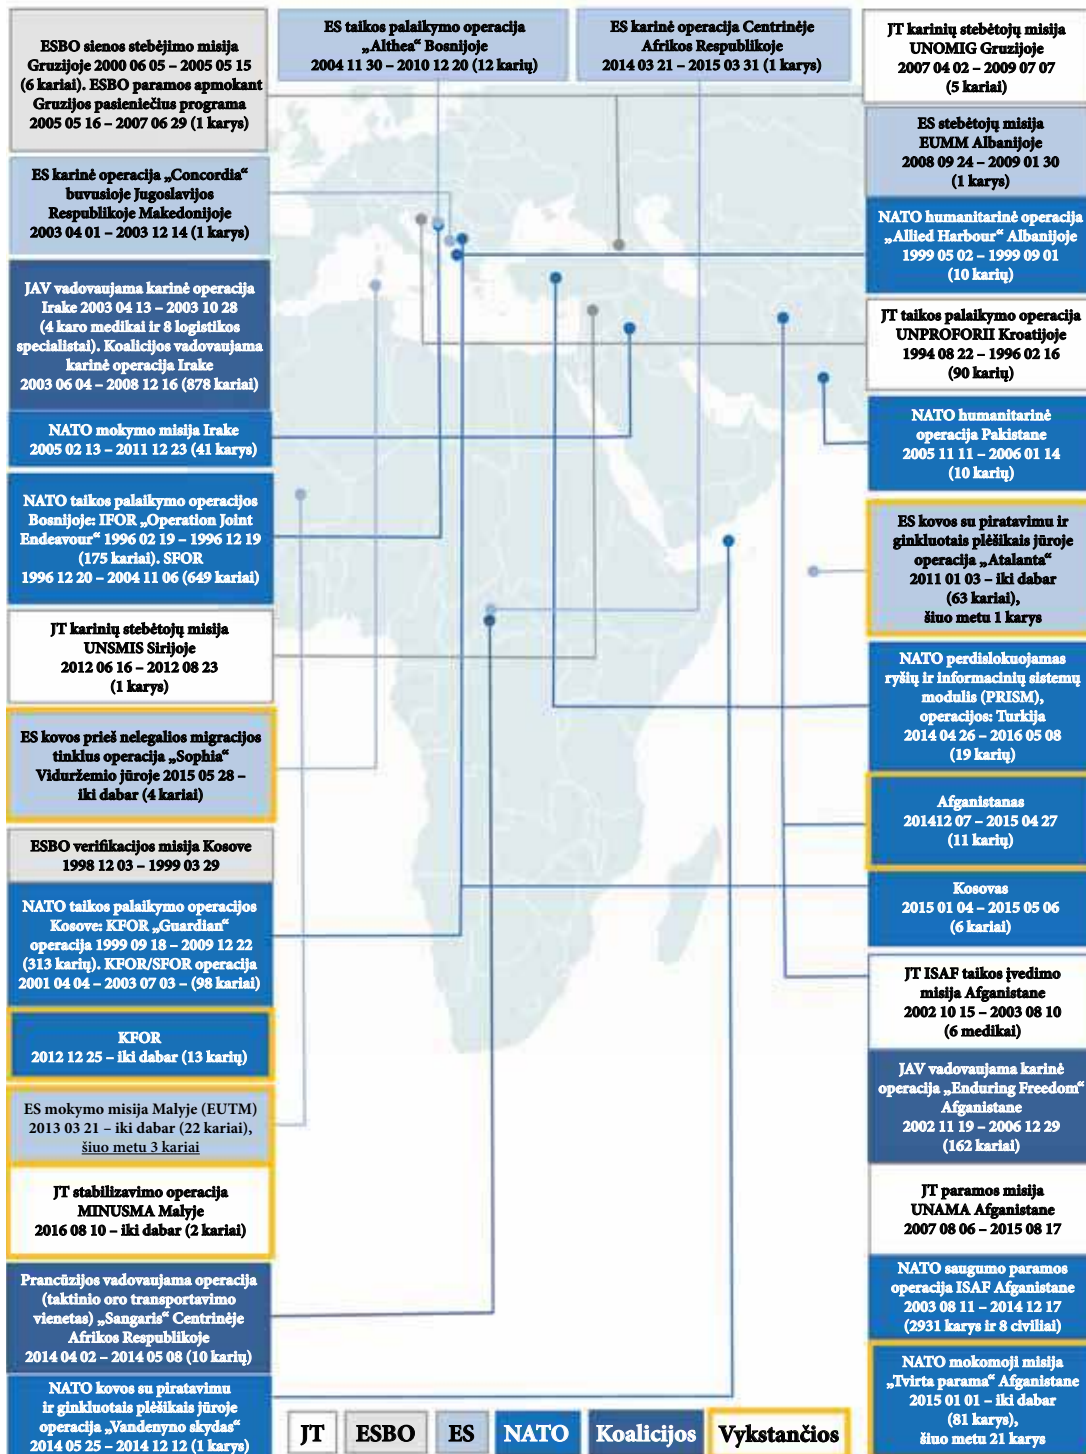 ESBO sienos stebėjimo misija
Gruzijoje 2000 06 05 – 2005 05 15
(6 kariai). ESBO paramos apmokant
Gruzijos pasieniečius programa
2005 05 16 – 2007 06 29 (1 karys)
ES taikos palaikymo operacija
„Althea“ Bosnijoje
2004 11 30 – 2010 12 20 (12 karių)
ES karinė operacija Centrinėje
Afrikos Respublikoje
2014 03 21 – 2015 03 31 (1 karys)
JT karinių stebėtojų misija
UNOMIG Gruzijoje
2007 04 02 – 2009 07 07
(5 kariai)
ES karinė operacija „Concordia“
buvusioje Jugoslavijos
Respublikoje Makedonijoje
2003 04 01 – 2003 12 14 (1 karys)
ES stebėtojų misija
EUMM Albanijoje
2008 09 24 – 2009 01 30
(1 karys)
NATO humanitarinė operacija
„Allied Harbour“ Albanijoje
1999 05 02 – 1999 09 01
(10 karių)
JAV vadovaujama karinė operacija
Irake 2003 04 13 – 2003 10 28
(4 karo medikai ir 8 logistikos
specialistai). Koalicijos vadovaujama
karinė operacija Irake
2003 06 04 – 2008 12 16 (878 kariai)
JT taikos palaikymo operacija
UNPROFORII Kroatijoje
1994 08 22 – 1996 02 16
(90 karių)
NATO mokymo misija Irake
2005 02 13 – 2011 12 23 (41 karys)
NATO humanitarinė
operacija Pakistane
2005 11 11 – 2006 01 14
(10 karių)
NATO taikos palaikymo operacijos
Bosnijoje: IFOR „Operation Joint
Endeavour“ 1996 02 19 – 1996 12 19
(175 kariai). SFOR
1996 12 20 – 2004 11 06 (649 kariai)
ES kovos su piratavimu ir
ginkluotais plėšikais jūroje
operacija „Atalanta“
2011 01 03 – iki dabar
(63 kariai),
šiuo metu 1 karys
JT karinių stebėtojų misija
UNSMIS Sirijoje
2012 06 16 – 2012 08 23
(1 karys)
NATO perdislokuojamas
ryšių ir informacinių sistemų
modulis (PRISM),
operacijos: Turkija
2014 04 26 – 2016 05 08
(19 karių)
ES kovos prieš nelegalios migracijos
tinklus operacija „Sophia“
Viduržemio jūroje 2015 05 28 –
iki dabar (4 kariai)
Afganistanas
201412 07 – 2015 04 27
(11 karių)
ESBO verifikacijos misija Kosove
1998 12 03 – 1999 03 29
Kosovas
2015 01 04 – 2015 05 06
(6 kariai)
NATO taikos palaikymo operacijos
Kosove: KFOR „Guardian“
operacija 1999 09 18 – 2009 12 22
(313 karių). KFOR/SFOR operacija
2001 04 04 – 2003 07 03 – (98 kariai)
JT ISAF taikos įvedimo
misija Afganistane
2002 10 15 – 2003 08 10
(6 medikai)
KFOR
2012 12 25 – iki dabar (13 karių)
JAV vadovaujama karinė
operacija „Enduring Freedom“
Afganistane
2002 11 19 – 2006 12 29
(162 kariai)
ES mokymo misija Malyje (EUTM)
2013 03 21 – iki dabar (22 kariai),
šiuo metu 3 kariai
JT stabilizavimo operacija
MINUSMA Malyje
2016 08 10 – iki dabar (2 kariai)
JT paramos misija
UNAMA Afganistane
2007 08 06 – 2015 08 17
Prancūzijos vadovaujama operacija
(taktinio oro transportavimo
vienetas) „Sangaris“ Centrinėje
Afrikos Respublikoje
2014 04 02 – 2014 05 08 (10 karių)
NATO saugumo paramos
operacija ISAF Afganistane
2003 08 11 – 2014 12 17
(2931 karys ir 8 civiliai)
NATO kovos su piratavimu
ir ginkluotais plėšikais jūroje
operacija „Vandenyno skydas“
2014 05 25 – 2014 12 12 (1 karys)
NATO mokomoji misija
„Tvirta parama“ Afganistane
2015 01 01 – iki dabar
(81 karys),
šiuo metu 21 karys
JT
ESBO
ES
NATO
Koalicijos
Vykstančios